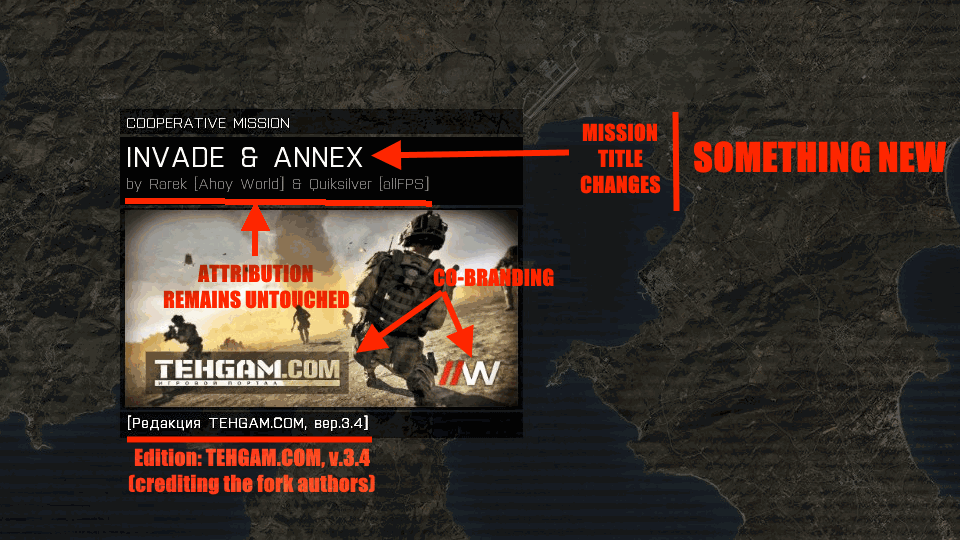 COOPERATIVE MISSION
INVADE & ANNEX
by Rarek [Ahoy World] & Quiksilver [allFPS]
MISSION
TITLE
CHANGES
SOMETHING NEW
ATTRIBUTION
REMAINS UNTOUCHED
CO-BRANDING
TEHGAM.COM
ИГРОВОЙ ПОРТАЛ
//W
[Редакция TEHGAM.COM, вер.3.4]
Edition: TEHGAM.COM, v.3.4
(crediting the fork authors)